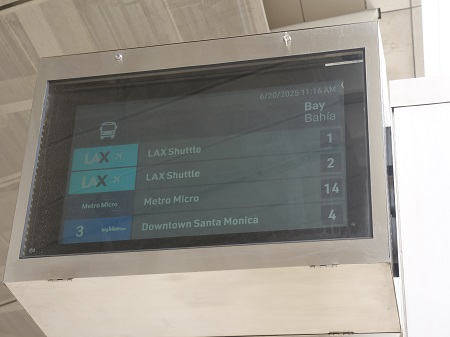 6/20/2025 11:16 AM
Bay
Bahía
LAX LAX Shuttle 1
LAX LAX Shuttle 2
Metro Micro Metro Micro 14
3 Downtown Santa Monica 4